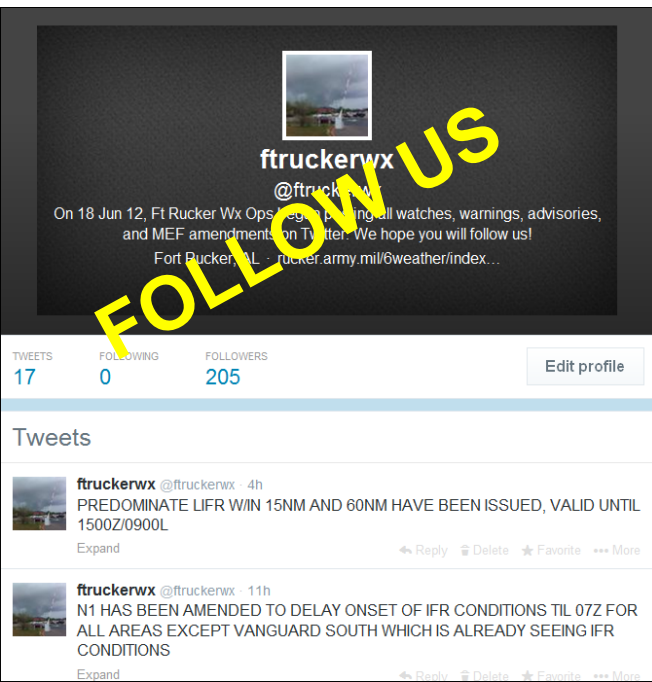 ftruckerwx
@ftruckerwx
On 18 Jun 12, Ft Rucker Wx Ops began posting all watches, warnings, advisories,
and MEF amendments on Twitter. We hope you will follow us!
Fort Rucker, AL · rucker.army.mil/6weather/index...
FOLLOW US
TWEETS
FOLLOWING
FOLLOWERS
17
0
205
Edit profile
Tweets
ftruckerwx @ftruckerwx · 4h
PREDOMINATE LIFR W/IN 15NM AND 60NM HAVE BEEN ISSUED, VALID UNTIL
1500Z/0900L
Expand
Reply Delete Favorite More
ftruckerwx @ftruckerwx · 11h
N1 HAS BEEN AMENDED TO DELAY ONSET OF IFR CONDITIONS TIL 07Z FOR
ALL AREAS EXCEPT VANGUARD SOUTH WHICH IS ALREADY SEEING IFR
CONDITIONS
Expand
Reply Delete Favorite More